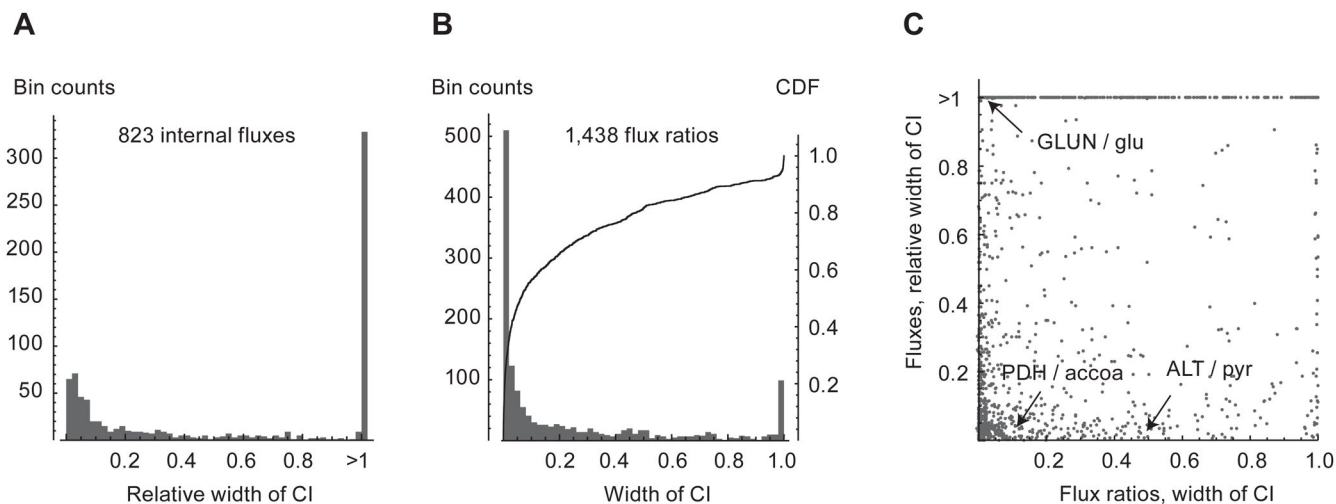 A
Bin counts
823 internal fluxes
300
250
200
150
100
50
0.2 0.4 0.6 0.8 >1
Relative width of CI
B
Bin counts CDF
1,438 flux ratios
500
400
300
200
100
1.0
0.8
0.6
0.4
0.2
0.2 0.4 0.6 0.8 1.0
Width of CI
C
Fluxes, relative width of CI
>1
0.8
0.6
0.4
0.2
GLUN / glu
PDH / accoa
ALT / pyr
0.2 0.4 0.6 0.8 1.0
Flux ratios, width of CI